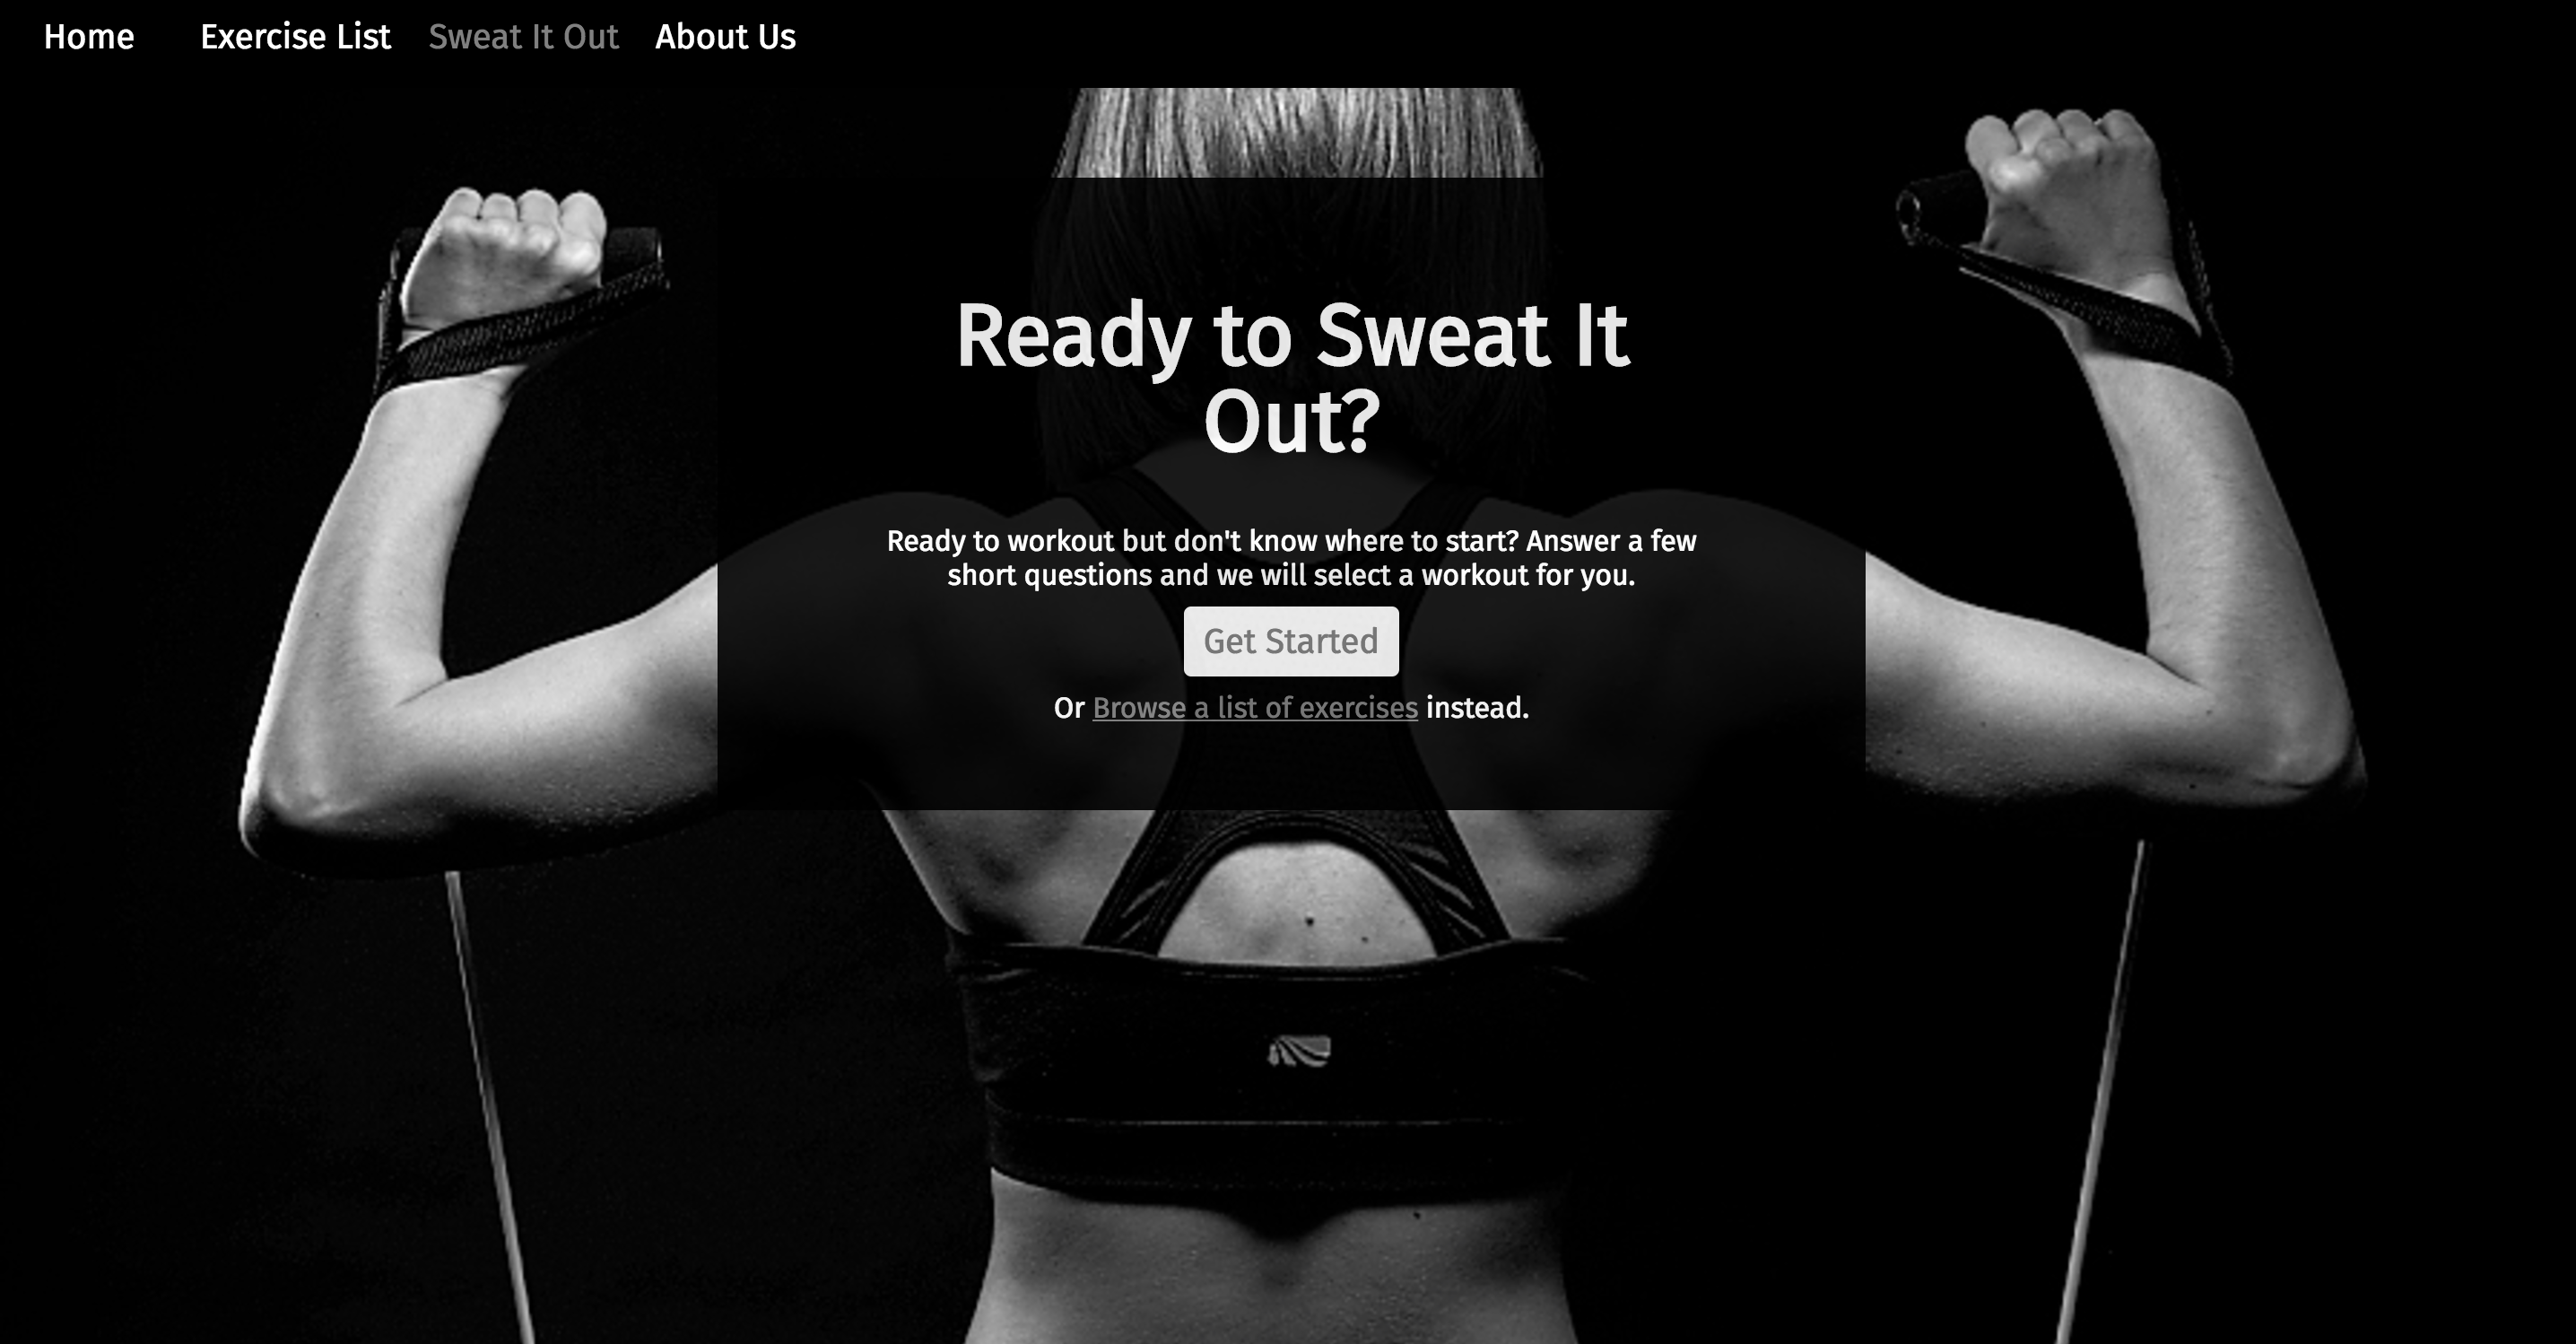 Home Exercise List Sweat It Out About Us
Ready to Sweat It
Out?
Ready to workout but don't know where to start? Answer a few
short questions and we will select a workout for you.
Get Started
Or Browse a list of exercises instead.